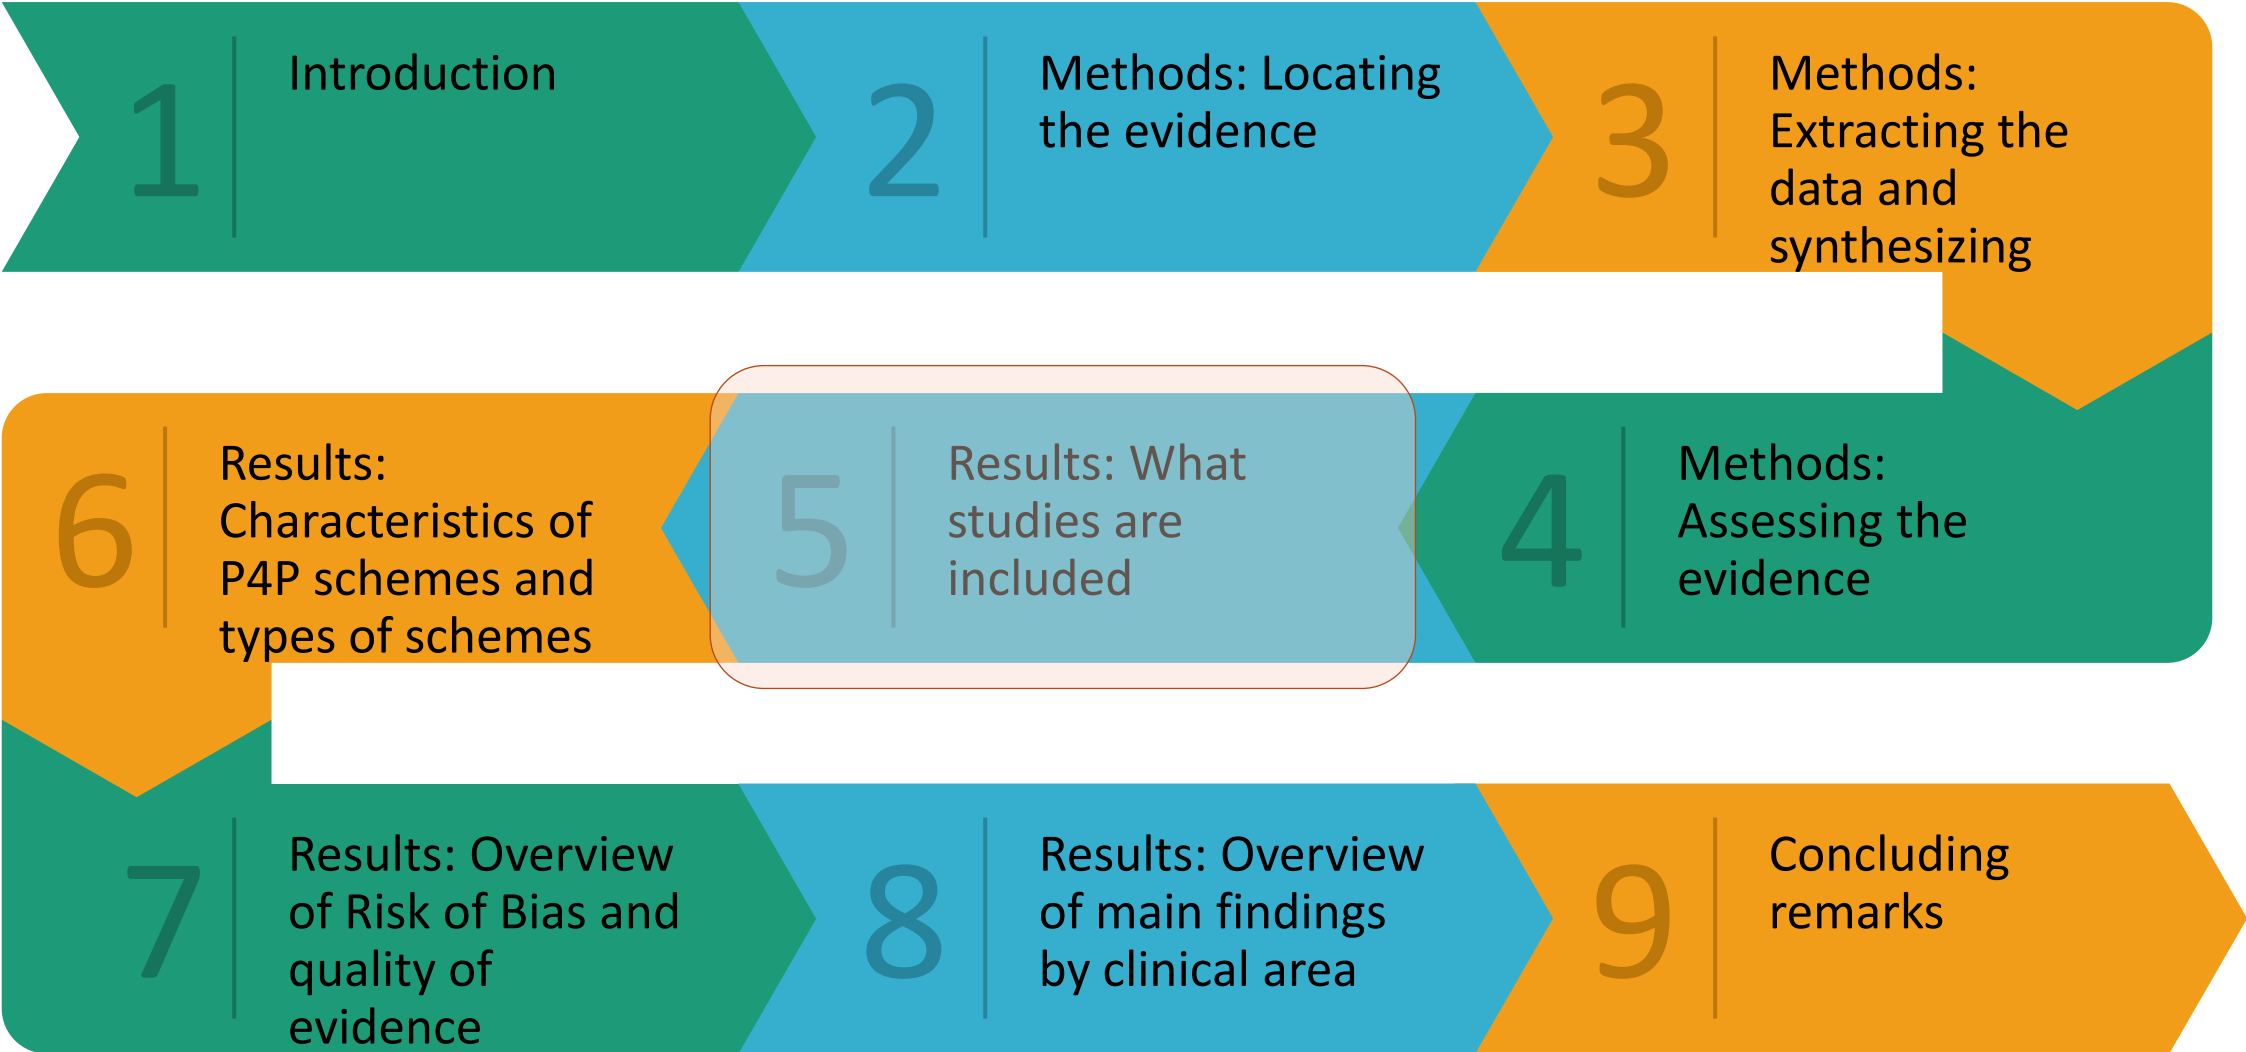 1
Introduction
2
Methods: Locating
the evidence
3
Methods:
Extracting the
data and
synthesizing
4
Methods:
Assessing the
evidence
5
Results: What
studies are
included
6
Results:
Characteristics of
P4P schemes and
types of schemes
7
Results: Overview
of Risk of Bias and
quality of
evidence
8
Results: Overview
of main findings
by clinical area
9
Concluding
remarks